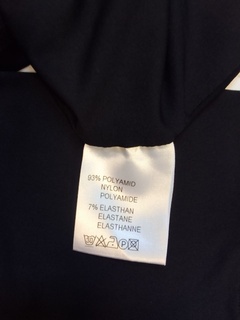 93% POLYAMID
NYLON
POLYAMIDE
7% ELASTHAN
ELASTANE
ELASTHANNE